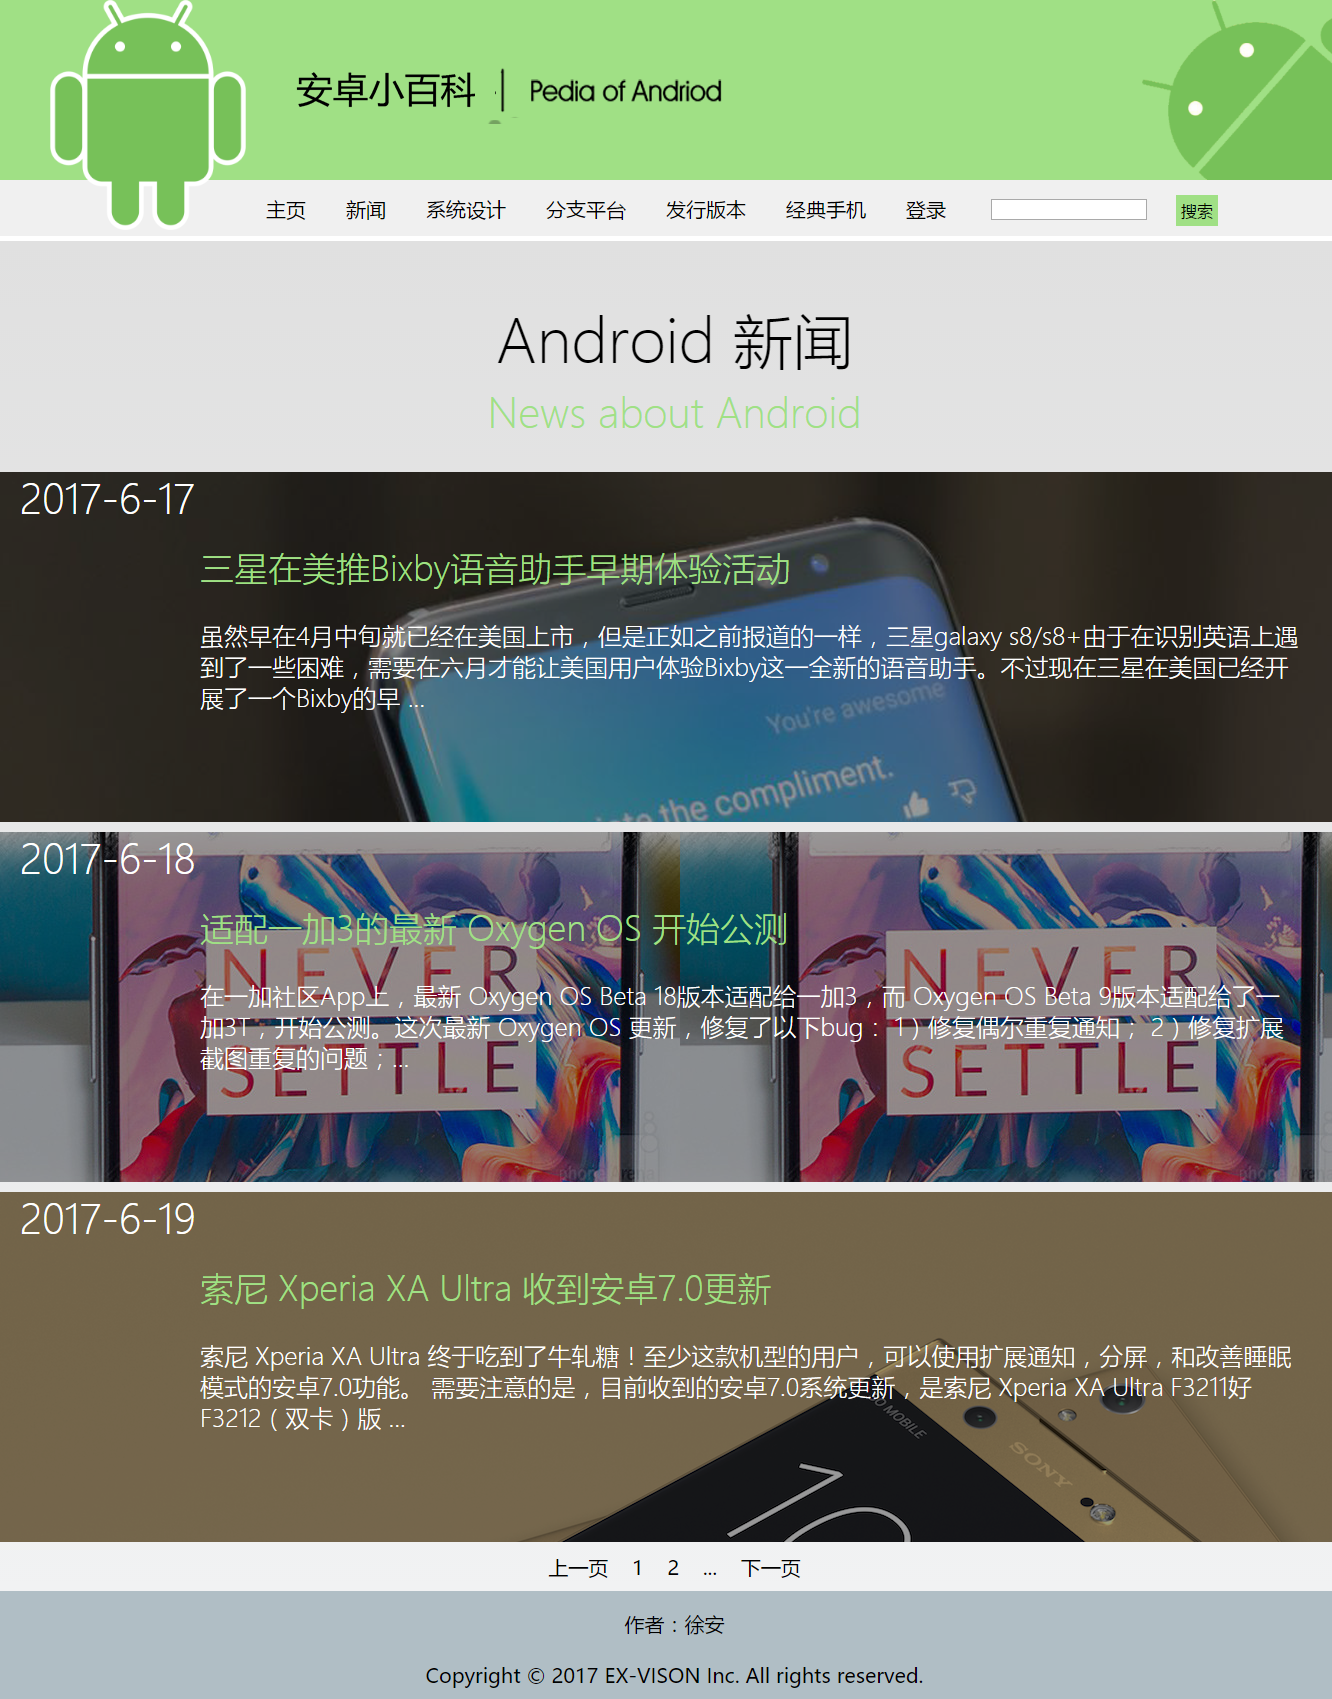 安卓小百科 | Pedia of Andriod
主页 新闻 系统设计 分支平台 发行版本 经典手机 登录 搜索
Android 新闻
News about Android
2017-6-17
三星在美推Bixby语音助手早期体验活动
虽然早在4月中旬就已经在美国上市，但是正如之前报道的一样，三星galaxy s8/s8+由于在识别英语上遇
到了一些困难，需要在六月才能让美国用户体验Bixby这一全新的语音助手。不过现在三星在美国已经开
展了一个Bixby的早 ...
You're awesome
the compliment.
2017-6-18
适配一加3的最新 Oxygen OS 开始公测
NEVER NEVER
在一加社区App上，最新 Oxygen OS Beta 18版本适配给一加3，而 Oxygen OS Beta 9版本适配给了一
加3T，开始公测。这次最新 Oxygen OS 更新，修复了以下bug： 1）修复偶尔重复通知； 2）修复扩展
截图重复的问题；...
SETTLE SETTLE
phoneArena phoneArena
2017-6-19
索尼 Xperia XA Ultra 收到安卓7.0更新
索尼 Xperia XA Ultra 终于吃到了牛轧糖！至少这款机型的用户，可以使用扩展通知，分屏，和改善睡眠
模式的安卓7.0功能。 需要注意的是，目前收到的安卓7.0系统更新，是索尼 Xperia XA Ultra F3211好
F3212（双卡）版 ...
MOBILE
SONY
10
上一页 1 2 ... 下一页
作者：徐安
Copyright © 2017 EX-VISON Inc. All rights reserved.